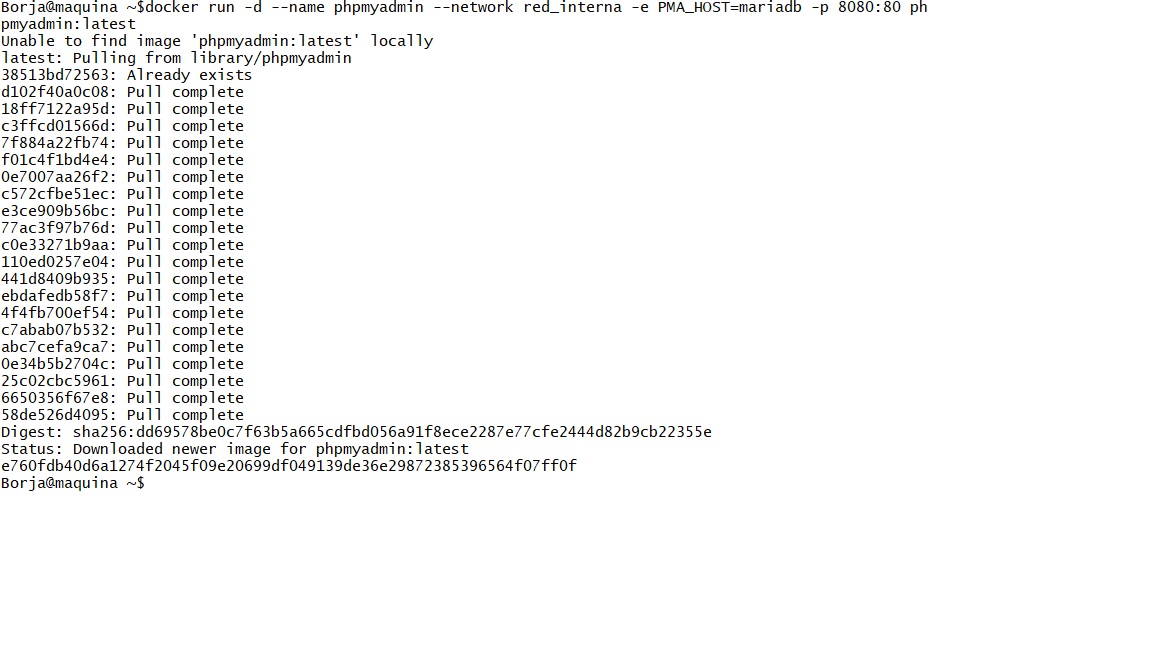 Borja@maquina ~$docker run -d --name phpmyadmin --network red_interna -e PMA_HOST=mariadb -p 8080:80 ph
pmyadmin:latest
Unable to find image 'phpmyadmin:latest' locally
latest: Pulling from library/phpmyadmin
38513bd72563: Already exists
d102f40a0c08: Pull complete
18ff7122a95d: Pull complete
c3ffcd01566d: Pull complete
7f884a22fb74: Pull complete
f01c4f1bd4e4: Pull complete
0e7007aa26f2: Pull complete
c572cfbe51ec: Pull complete
e3ce909b56bc: Pull complete
77ac3f97b76d: Pull complete
c0e33271b9aa: Pull complete
110ed0257e04: Pull complete
441d8409b935: Pull complete
ebdafedb58f7: Pull complete
4f4fb700ef54: Pull complete
c7abab07b532: Pull complete
abc7cefa9ca7: Pull complete
0e34b5b2704c: Pull complete
25c02cbc5961: Pull complete
6650356f67e8: Pull complete
58de526d4095: Pull complete
Digest: sha256:dd69578be0c7f63b5a665cdfbd056a91f8ece2287e77cfe2444d82b9cb22355e
Status: Downloaded newer image for phpmyadmin:latest
e760fdb40d6a1274f2045f09e20699df049139de36e29872385396564f07ff0f
Borja@maquina ~$